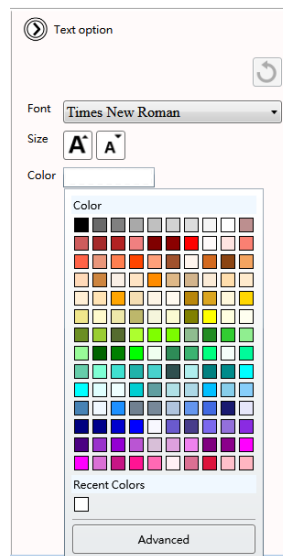 Text option
Font
Times New Roman
Size
A A
Color
Color
Recent Colors
Advanced